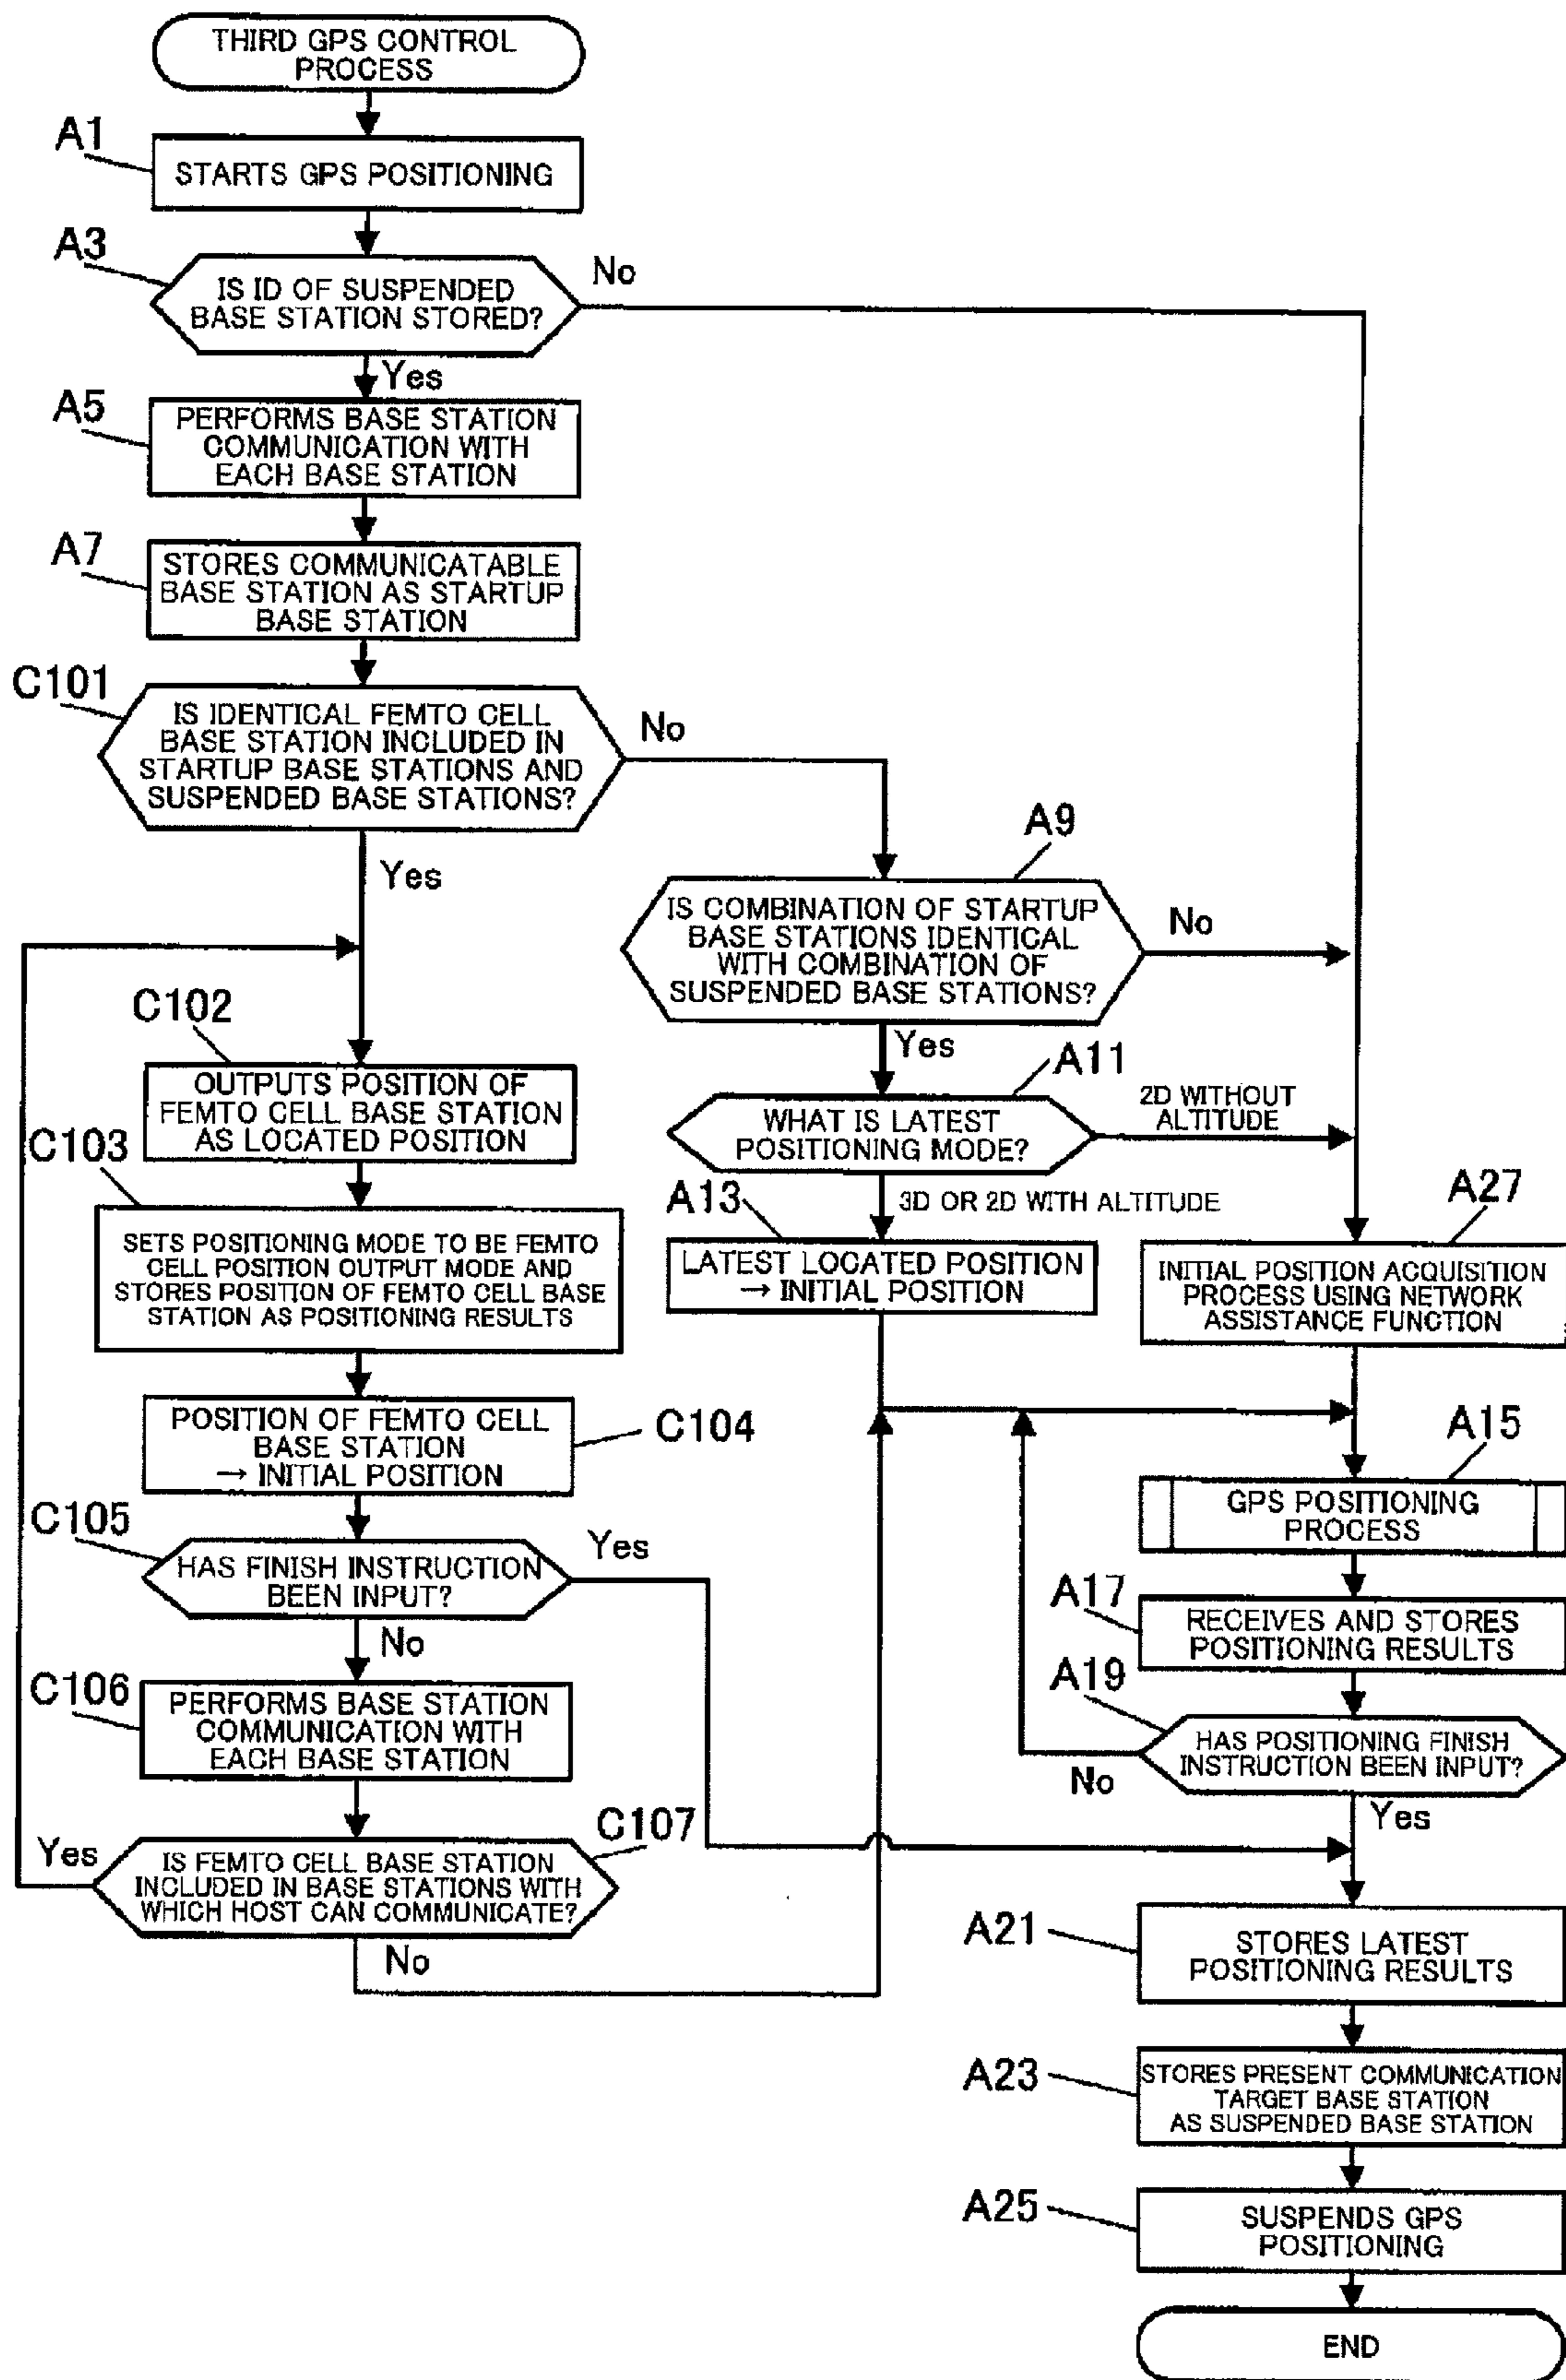 THIRD GPS CONTROL
PROCESS
A1
STARTS GPS POSITIONING
A3
IS ID OF SUSPENDED
BASE STATION STORED?
No
Yes
A5
PERFORMS BASE STATION
COMMUNICATION WITH
EACH BASE STATION
A7
STORES COMMUNICATABLE
BASE STATION AS STARTUP
BASE STATION
C101
IS IDENTICAL FEMTO CELL
BASE STATION INCLUDED IN
STARTUP BASE STATIONS AND
SUSPENDED BASE STATIONS?
No
Yes
A9
IS COMBINATION OF STARTUP
BASE STATIONS IDENTICAL
WITH COMBINATION OF
SUSPENDED BASE STATIONS?
No
Yes
A11
WHAT IS LATEST
POSITIONING MODE?
2D WITHOUT
ALTITUDE
3D OR 2D WITH ALTITUDE
A13
LATEST LOCATED POSITION
→ INITIAL POSITION
A27
INITIAL POSITION ACQUISITION
PROCESS USING NETWORK
ASSISTANCE FUNCTION
C102
OUTPUTS POSITION OF
FEMTO CELL BASE STATION
AS LOCATED POSITION
C103
SETS POSITIONING MODE TO BE FEMTO
CELL POSITION OUTPUT MODE AND
STORES POSITION OF FEMTO CELL BASE
STATION AS POSITIONING RESULTS
C104
POSITION OF FEMTO CELL
BASE STATION
→ INITIAL POSITION
C105
HAS FINISH INSTRUCTION
BEEN INPUT?
Yes
No
C106
PERFORMS BASE STATION
COMMUNICATION WITH
EACH BASE STATION
C107
IS FEMTO CELL BASE STATION
INCLUDED IN BASE STATIONS WITH
WHICH HOST CAN COMMUNICATE?
Yes
No
A15
GPS POSITIONING
PROCESS
A17
RECEIVES AND STORES
POSITIONING RESULTS
A19
HAS POSITIONING FINISH
INSTRUCTION BEEN INPUT?
No
Yes
A21
STORES LATEST
POSITIONING RESULTS
A23
STORES PRESENT COMMUNICATION
TARGET BASE STATION
AS SUSPENDED BASE STATION
A25
SUSPENDS GPS
POSITIONING
END